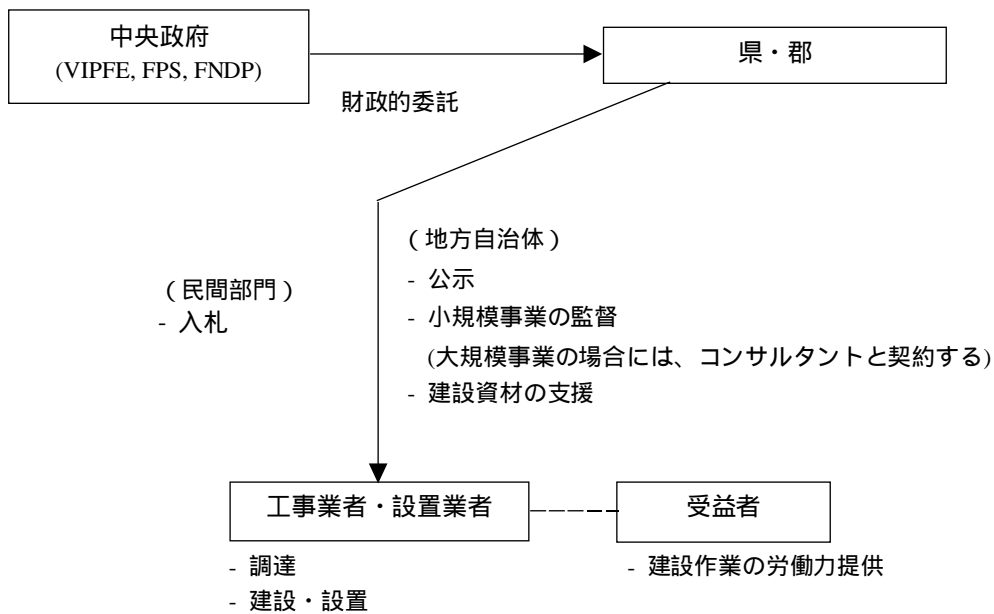 中央政府
(VIPFE, FPS, FNDP)
県・郡
財政的委託
（地方自治体）
- 公示
- 小規模事業の監督
(大規模事業の場合には、コンサルタントと契約する)
- 建設資材の支援
（民間部門）
- 入札
工事業者・設置業者
受益者
- 調達
- 建設・設置
- 建設作業の労働力提供